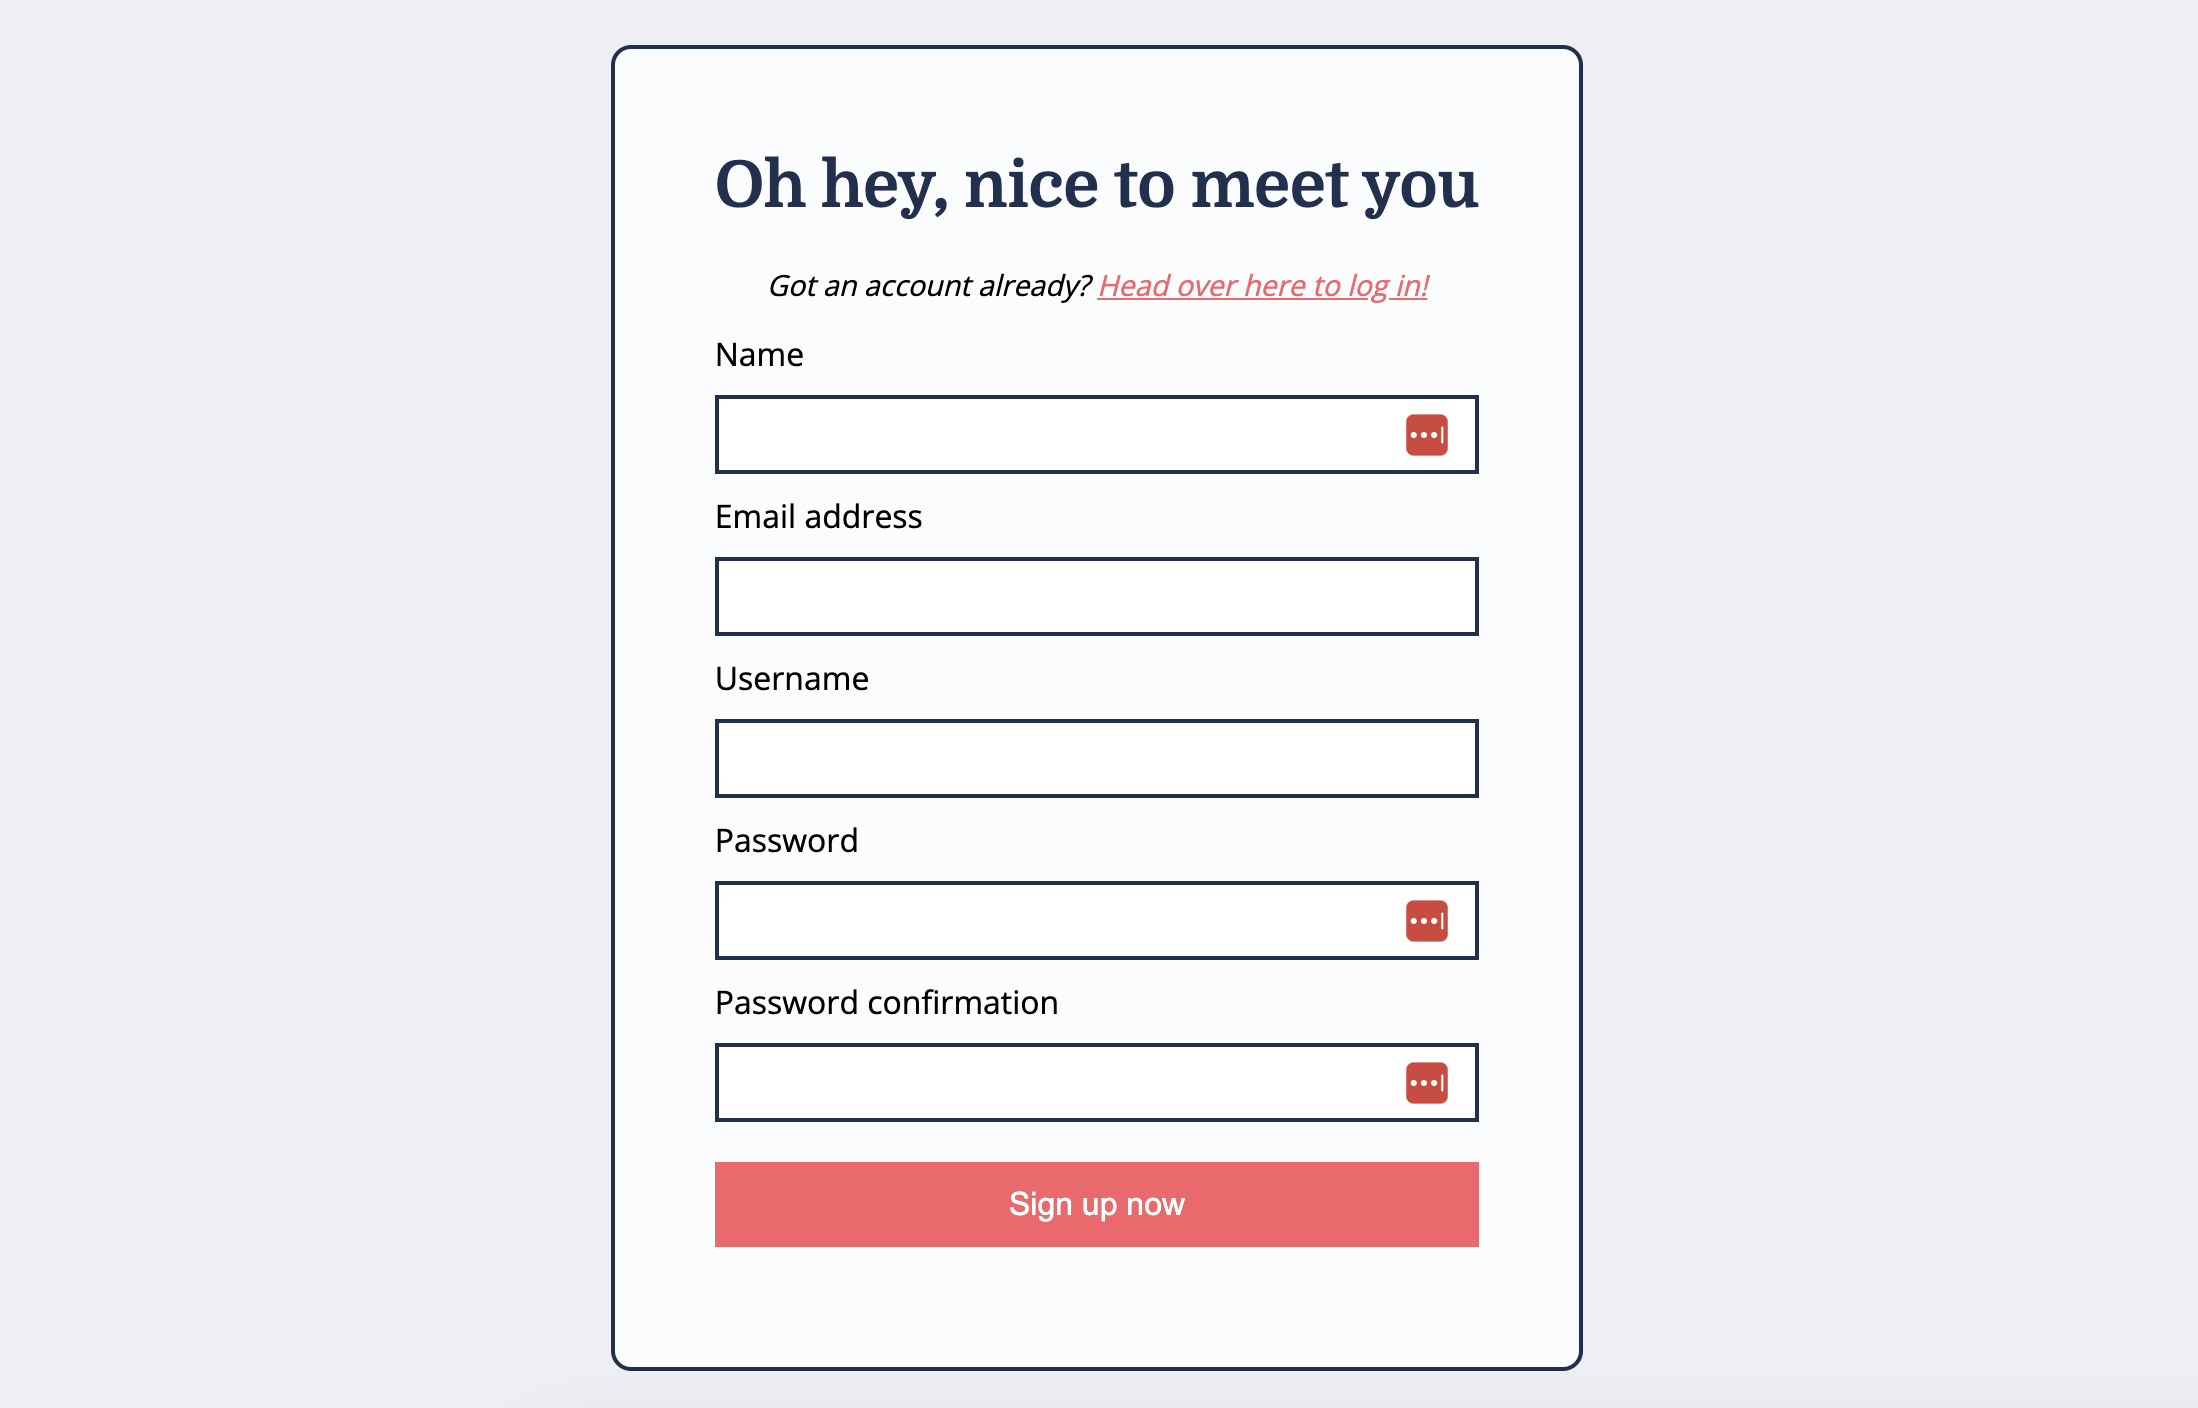 Oh hey, nice to meet you
Got an account already? Head over here to log in!
Name
Email address
Username
Password
Password confirmation
Sign up now